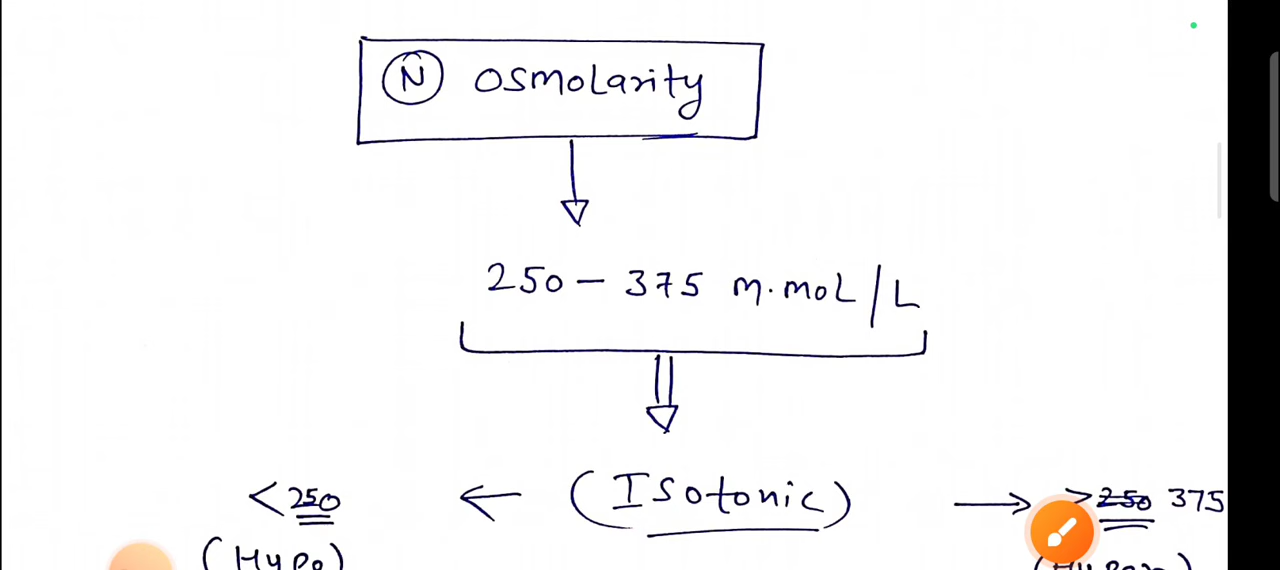 N osmolarity
250 - 375 m.moL/L
<250 ← (Isotonic) → >250 375
(Hypo)